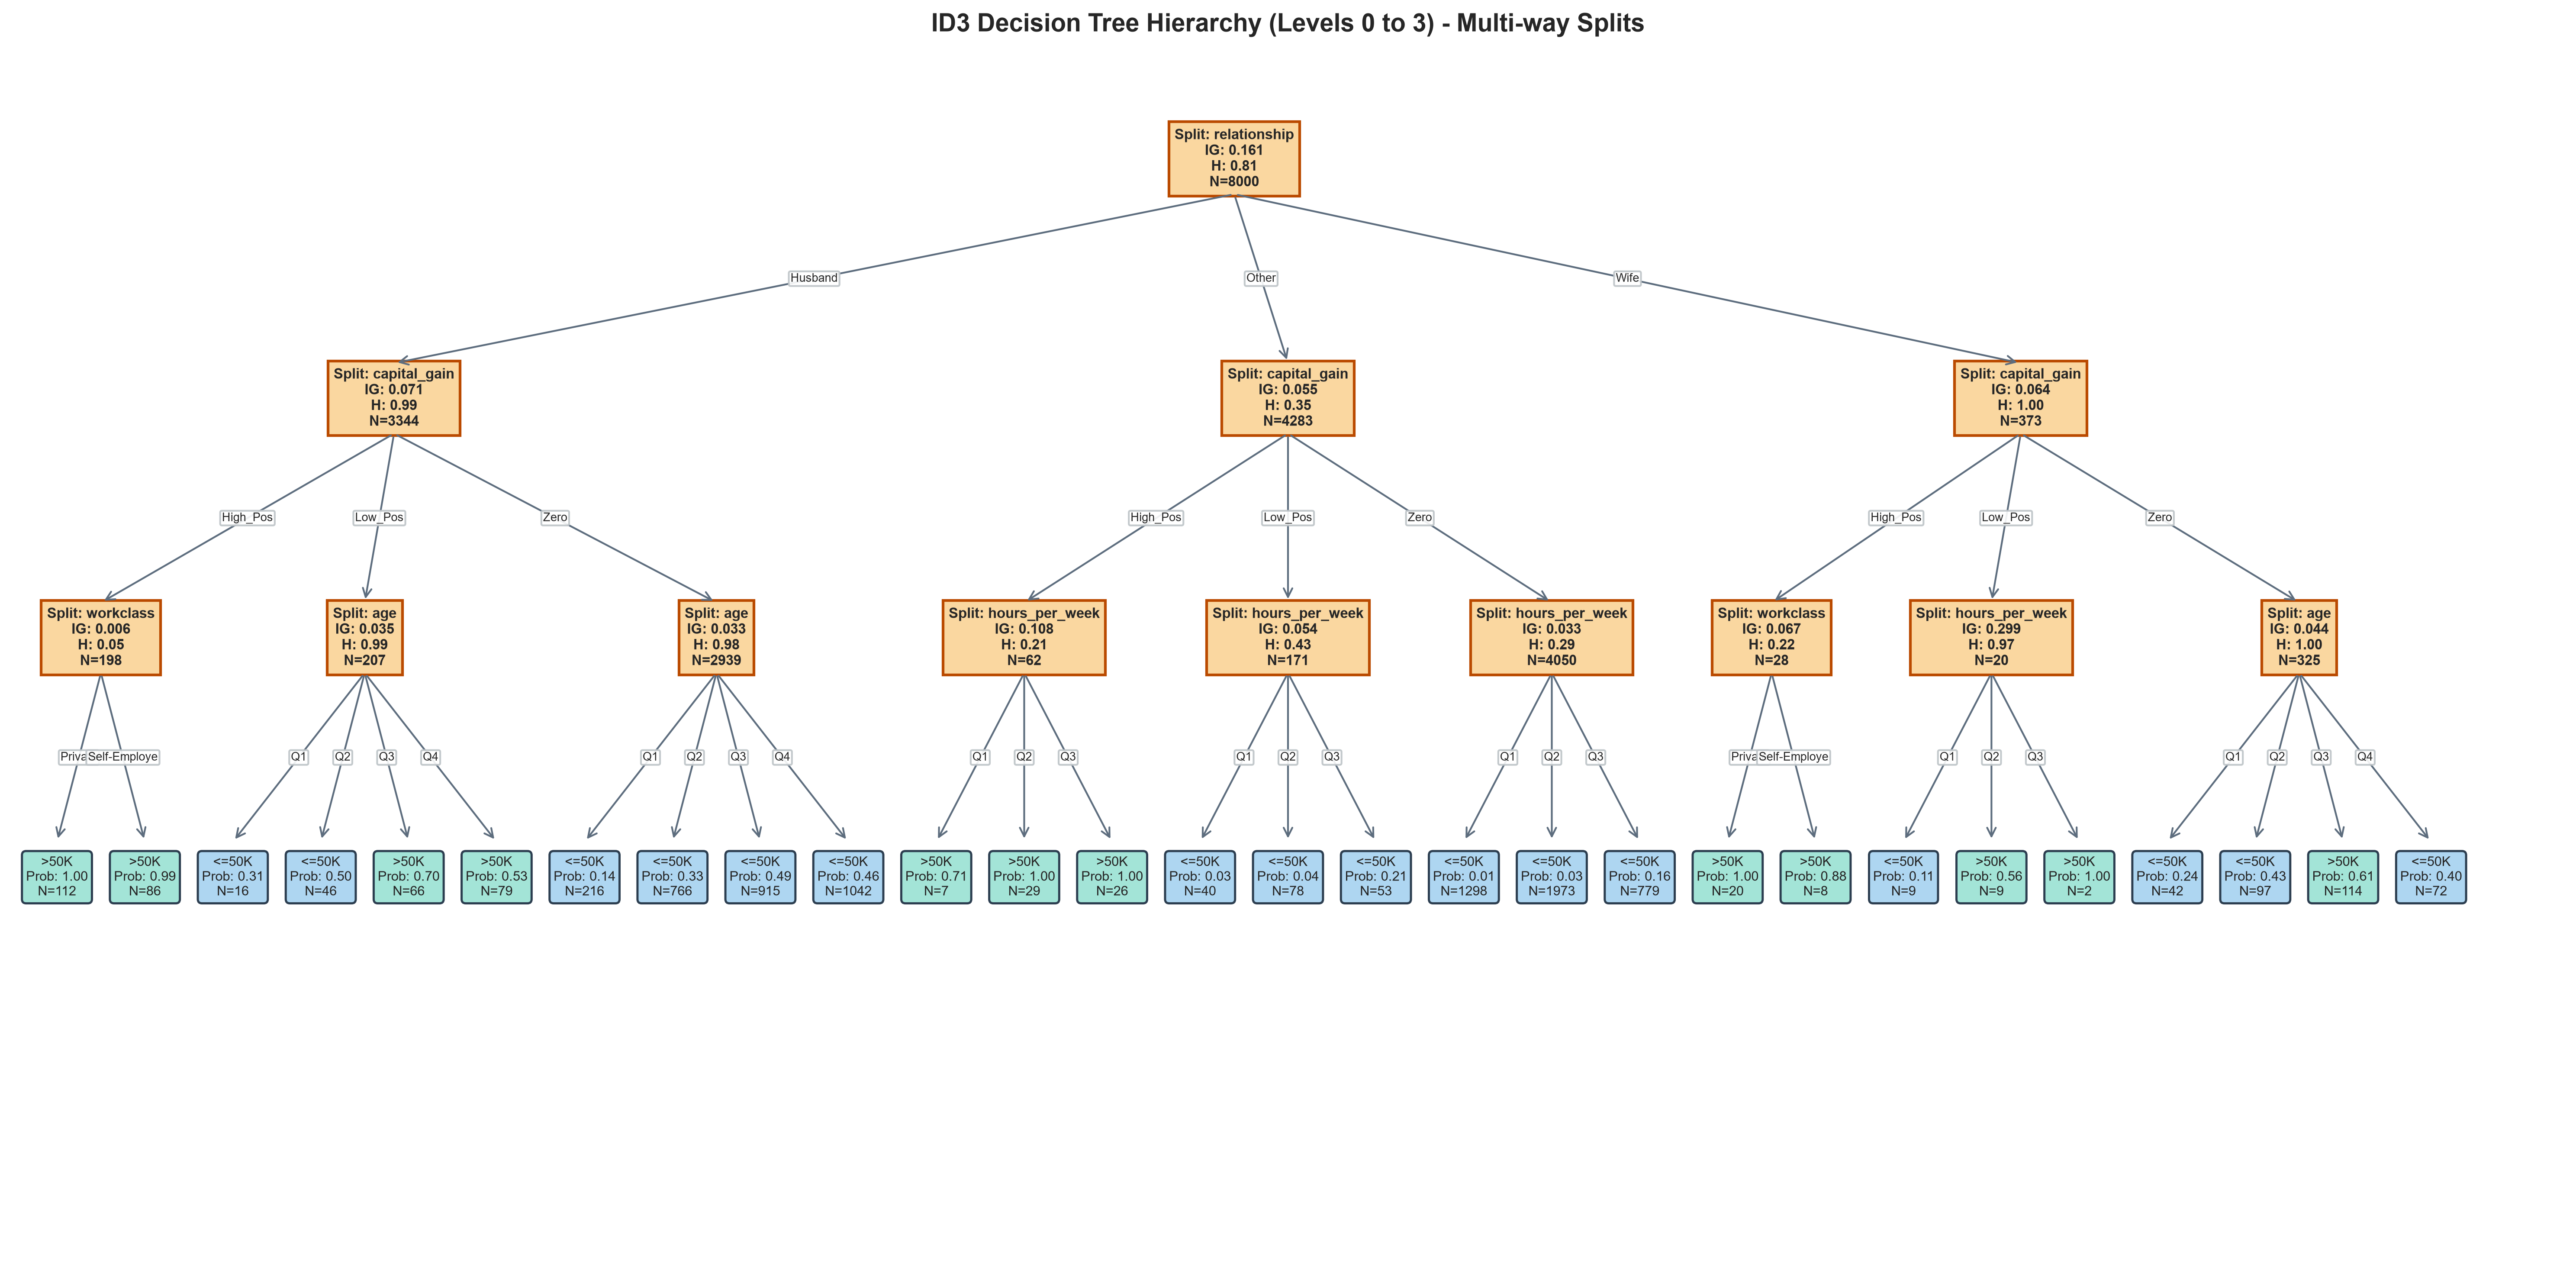 ID3 Decision Tree Hierarchy (Levels 0 to 3) - Multi-way Splits
Split: relationship
IG: 0.161
H: 0.81
N=8000
Husband
Other
Wife
Split: capital_gain
IG: 0.071
H: 0.99
N=3344
Split: capital_gain
IG: 0.055
H: 0.35
N=4283
Split: capital_gain
IG: 0.064
H: 1.00
N=373
High_Pos
Low_Pos
Zero
High_Pos
Low_Pos
Zero
High_Pos
Low_Pos
Zero
Split: workclass
IG: 0.006
H: 0.05
N=198
Split: age
IG: 0.035
H: 0.99
N=207
Split: age
IG: 0.033
H: 0.98
N=2939
Split: hours_per_week
IG: 0.108
H: 0.21
N=62
Split: hours_per_week
IG: 0.054
H: 0.43
N=171
Split: hours_per_week
IG: 0.033
H: 0.29
N=4050
Split: workclass
IG: 0.067
H: 0.22
N=28
Split: hours_per_week
IG: 0.299
H: 0.97
N=20
Split: age
IG: 0.044
H: 1.00
N=325
Priva
Self-Employe
Q1
Q2
Q3
Q4
Q1
Q2
Q3
Q4
Q1
Q2
Q3
Q1
Q2
Q3
Q1
Q2
Q3
Priva
Self-Employe
Q1
Q2
Q3
Q1
Q2
Q3
Q4
>50K
Prob: 1.00
N=112
>50K
Prob: 0.99
N=86
<=50K
Prob: 0.31
N=16
<=50K
Prob: 0.50
N=46
>50K
Prob: 0.70
N=66
>50K
Prob: 0.53
N=79
<=50K
Prob: 0.14
N=216
<=50K
Prob: 0.33
N=766
<=50K
Prob: 0.49
N=915
<=50K
Prob: 0.46
N=1042
>50K
Prob: 0.71
N=7
>50K
Prob: 1.00
N=29
>50K
Prob: 1.00
N=26
<=50K
Prob: 0.03
N=40
<=50K
Prob: 0.04
N=78
<=50K
Prob: 0.21
N=53
<=50K
Prob: 0.01
N=1298
<=50K
Prob: 0.03
N=1973
<=50K
Prob: 0.16
N=779
>50K
Prob: 1.00
N=20
>50K
Prob: 0.88
N=8
<=50K
Prob: 0.11
N=9
>50K
Prob: 0.56
N=9
>50K
Prob: 1.00
N=2
<=50K
Prob: 0.24
N=42
<=50K
Prob: 0.43
N=97
>50K
Prob: 0.61
N=114
<=50K
Prob: 0.40
N=72